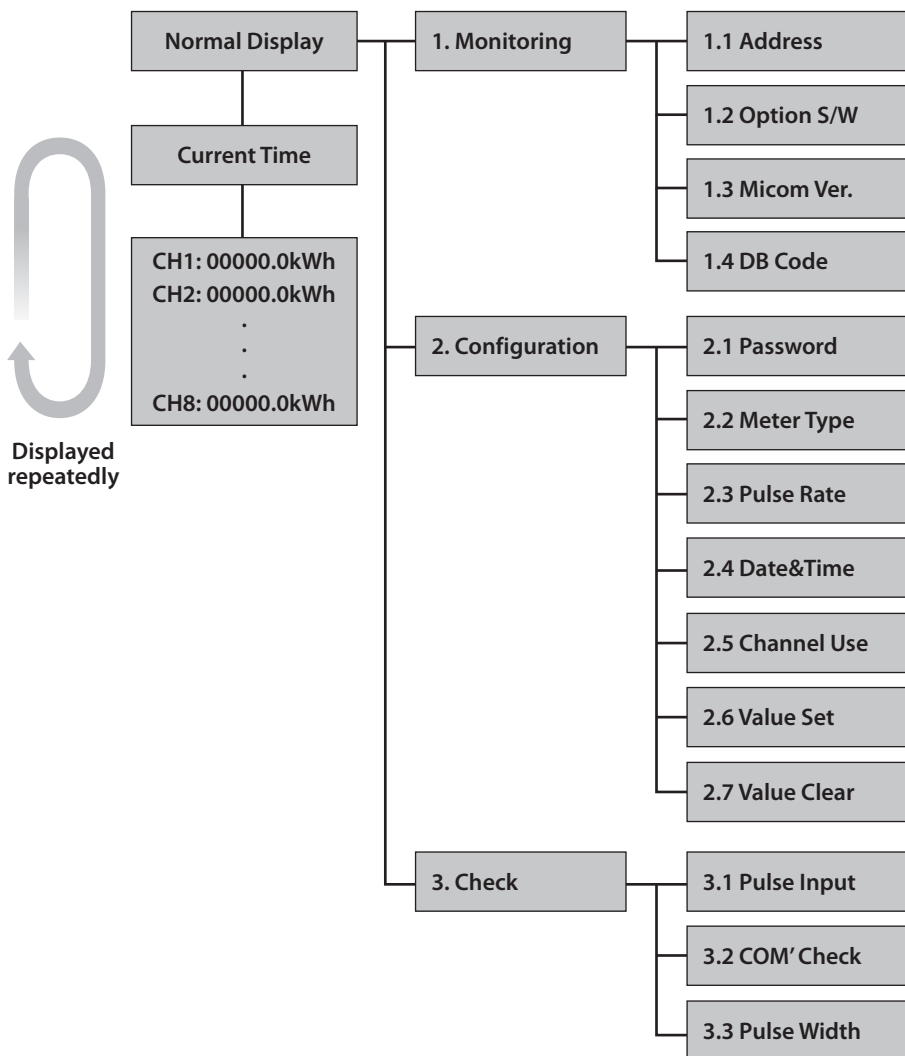 Normal Display
Current Time
CH1: 00000.0kWh
CH2: 00000.0kWh
.
.
.
CH8: 00000.0kWh
Displayed
repeatedly
1. Monitoring
1.1 Address
1.2 Option S/W
1.3 Micom Ver.
1.4 DB Code
2. Configuration
2.1 Password
2.2 Meter Type
2.3 Pulse Rate
2.4 Date&Time
2.5 Channel Use
2.6 Value Set
2.7 Value Clear
3. Check
3.1 Pulse Input
3.2 COM’ Check
3.3 Pulse Width